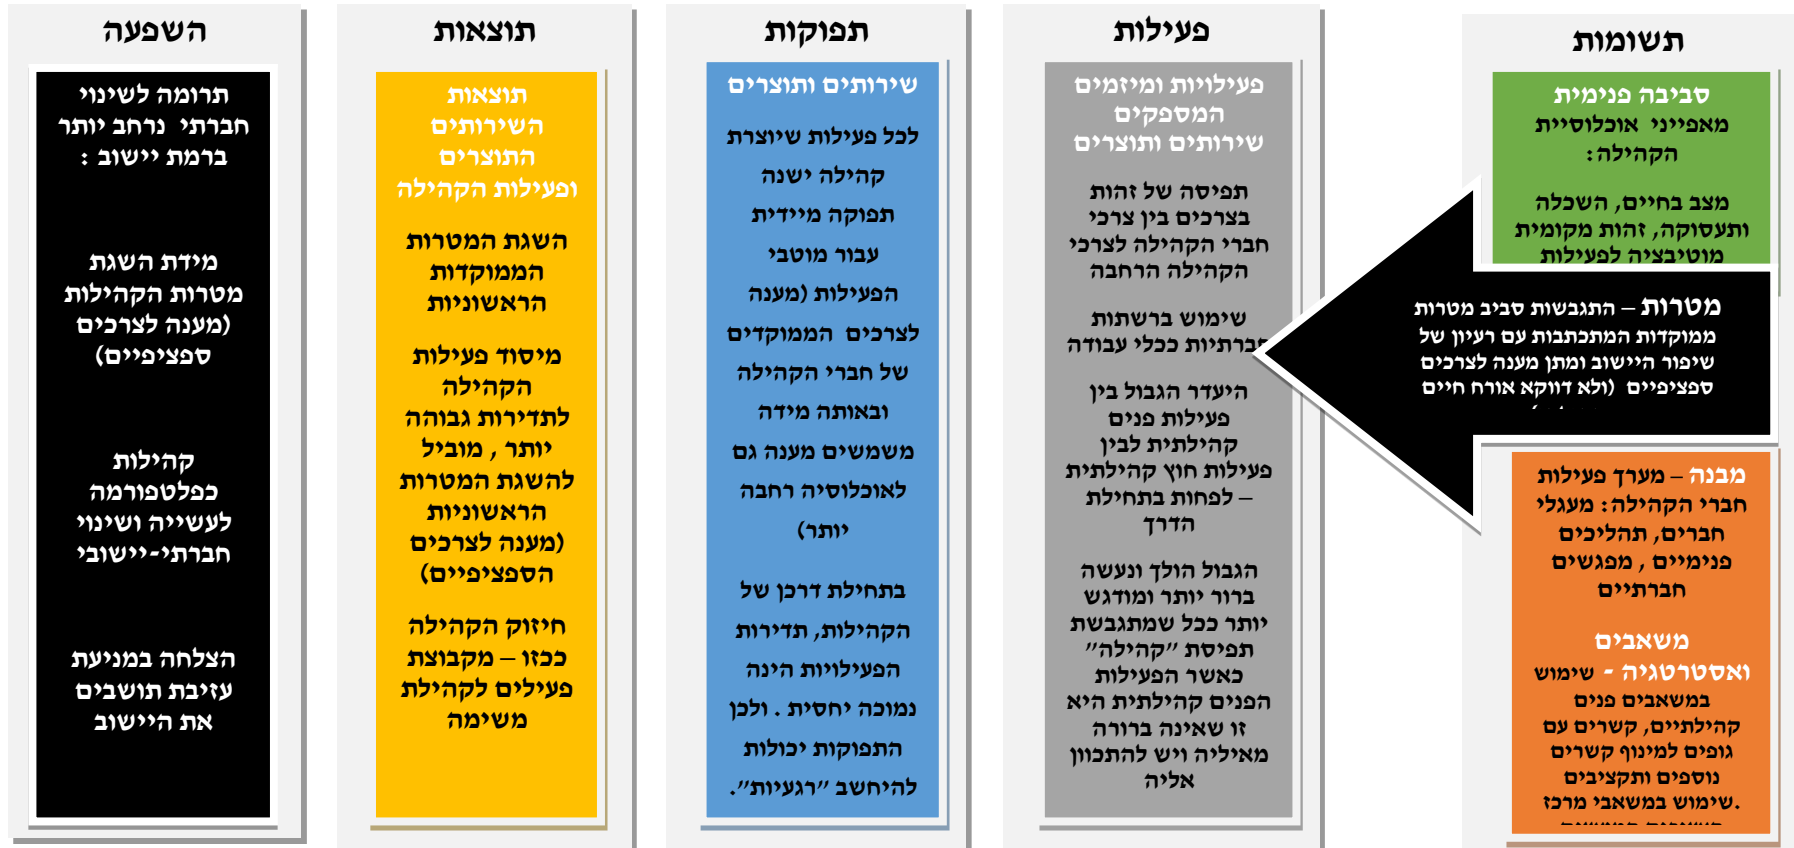 תשומות
סביבה פנימית
מאפייני אוכלוסיית
הקהילה:
מצב בחיים, השכלה
ותעסוקה, זהות מקומית
מוטיבציה לפעילות
מטרות – התגבשות סביב מטרות
ממוקדות המתכתבות עם רעיון של
שיפור היישוב ומתן מענה לצרכים
ספציפיים (ולא דווקא אורח חיים
מבנה – מערך פעילות
חברי הקהילה: מעגלי
חברים, תהליכים
פנימיים , מפגשים
חברתיים
משאבים
ואסטרטגיה - שימוש
במשאבים פנים
קהילתיים, קשרים עם
גופים למינוף קשרים
נוספים ותקציבים
.שימוש במשאבי מרכז
פעילות
פעילויות ומיזמים
המספקים
שירותים ותוצרים
תפיסה של זהות
בצרכים בין צרכי
חברי הקהילה לצרכי
הקהילה הרחבה
שימוש ברשתות
חברתיות ככלי עבודה
היעדר הגבול בין
פעילות פנים
קהילתית לבין
פעילות חוץ קהילתית
– לפחות בתחילת
הדרך
הגבול הולך ונעשה
ברור יותר ומודגש
יותר ככל שמתגבשת
תפיסת "קהילה"
כאשר הפעילות
הפנים קהילתית היא
זו שאינה ברורה
מאיליה ויש להתכוון
אליה
תפוקות
שירותים ותוצרים
לכל פעילות שיוצרת
קהילה ישנה
תפוקה מיידית
עבור מוטבי
הפעילות (מענה
לצרכים הממוקדים
של חברי הקהילה
ובאותה מידה
משמשים מענה גם
לאוכלוסיה רחבה
יותר)
בתחילת דרכן של
הקהילות, תדירות
הפעילויות הינה
נמוכה יחסית . ולכן
התפוקות יכולות
להיחשב "רגעיות".
תוצאות
תוצאות
השירותים
התוצרים
ופעילות הקהילה
השגת המטרות
הממוקדות
הראשוניות
מיסוד פעילות
הקהילה
לתדירות גבוהה
יותר , מוביל
להשגת המטרות
הראשוניות
(מענה לצרכים
הספציפיים)
חיזוק הקהילה
ככזו – מקבוצת
פעילים לקהילת
משימה
השפעה
תרומה לשינוי
חברתי נרחב יותר
ברמת יישוב :
מידת השגת
מטרות הקהילות
(מענה לצרכים
ספציפיים)
קהילות
כפלטפורמה
לעשייה ושינוי
חברתי-יישובי
הצלחה במניעת
עזיבת תושבים
את היישוב